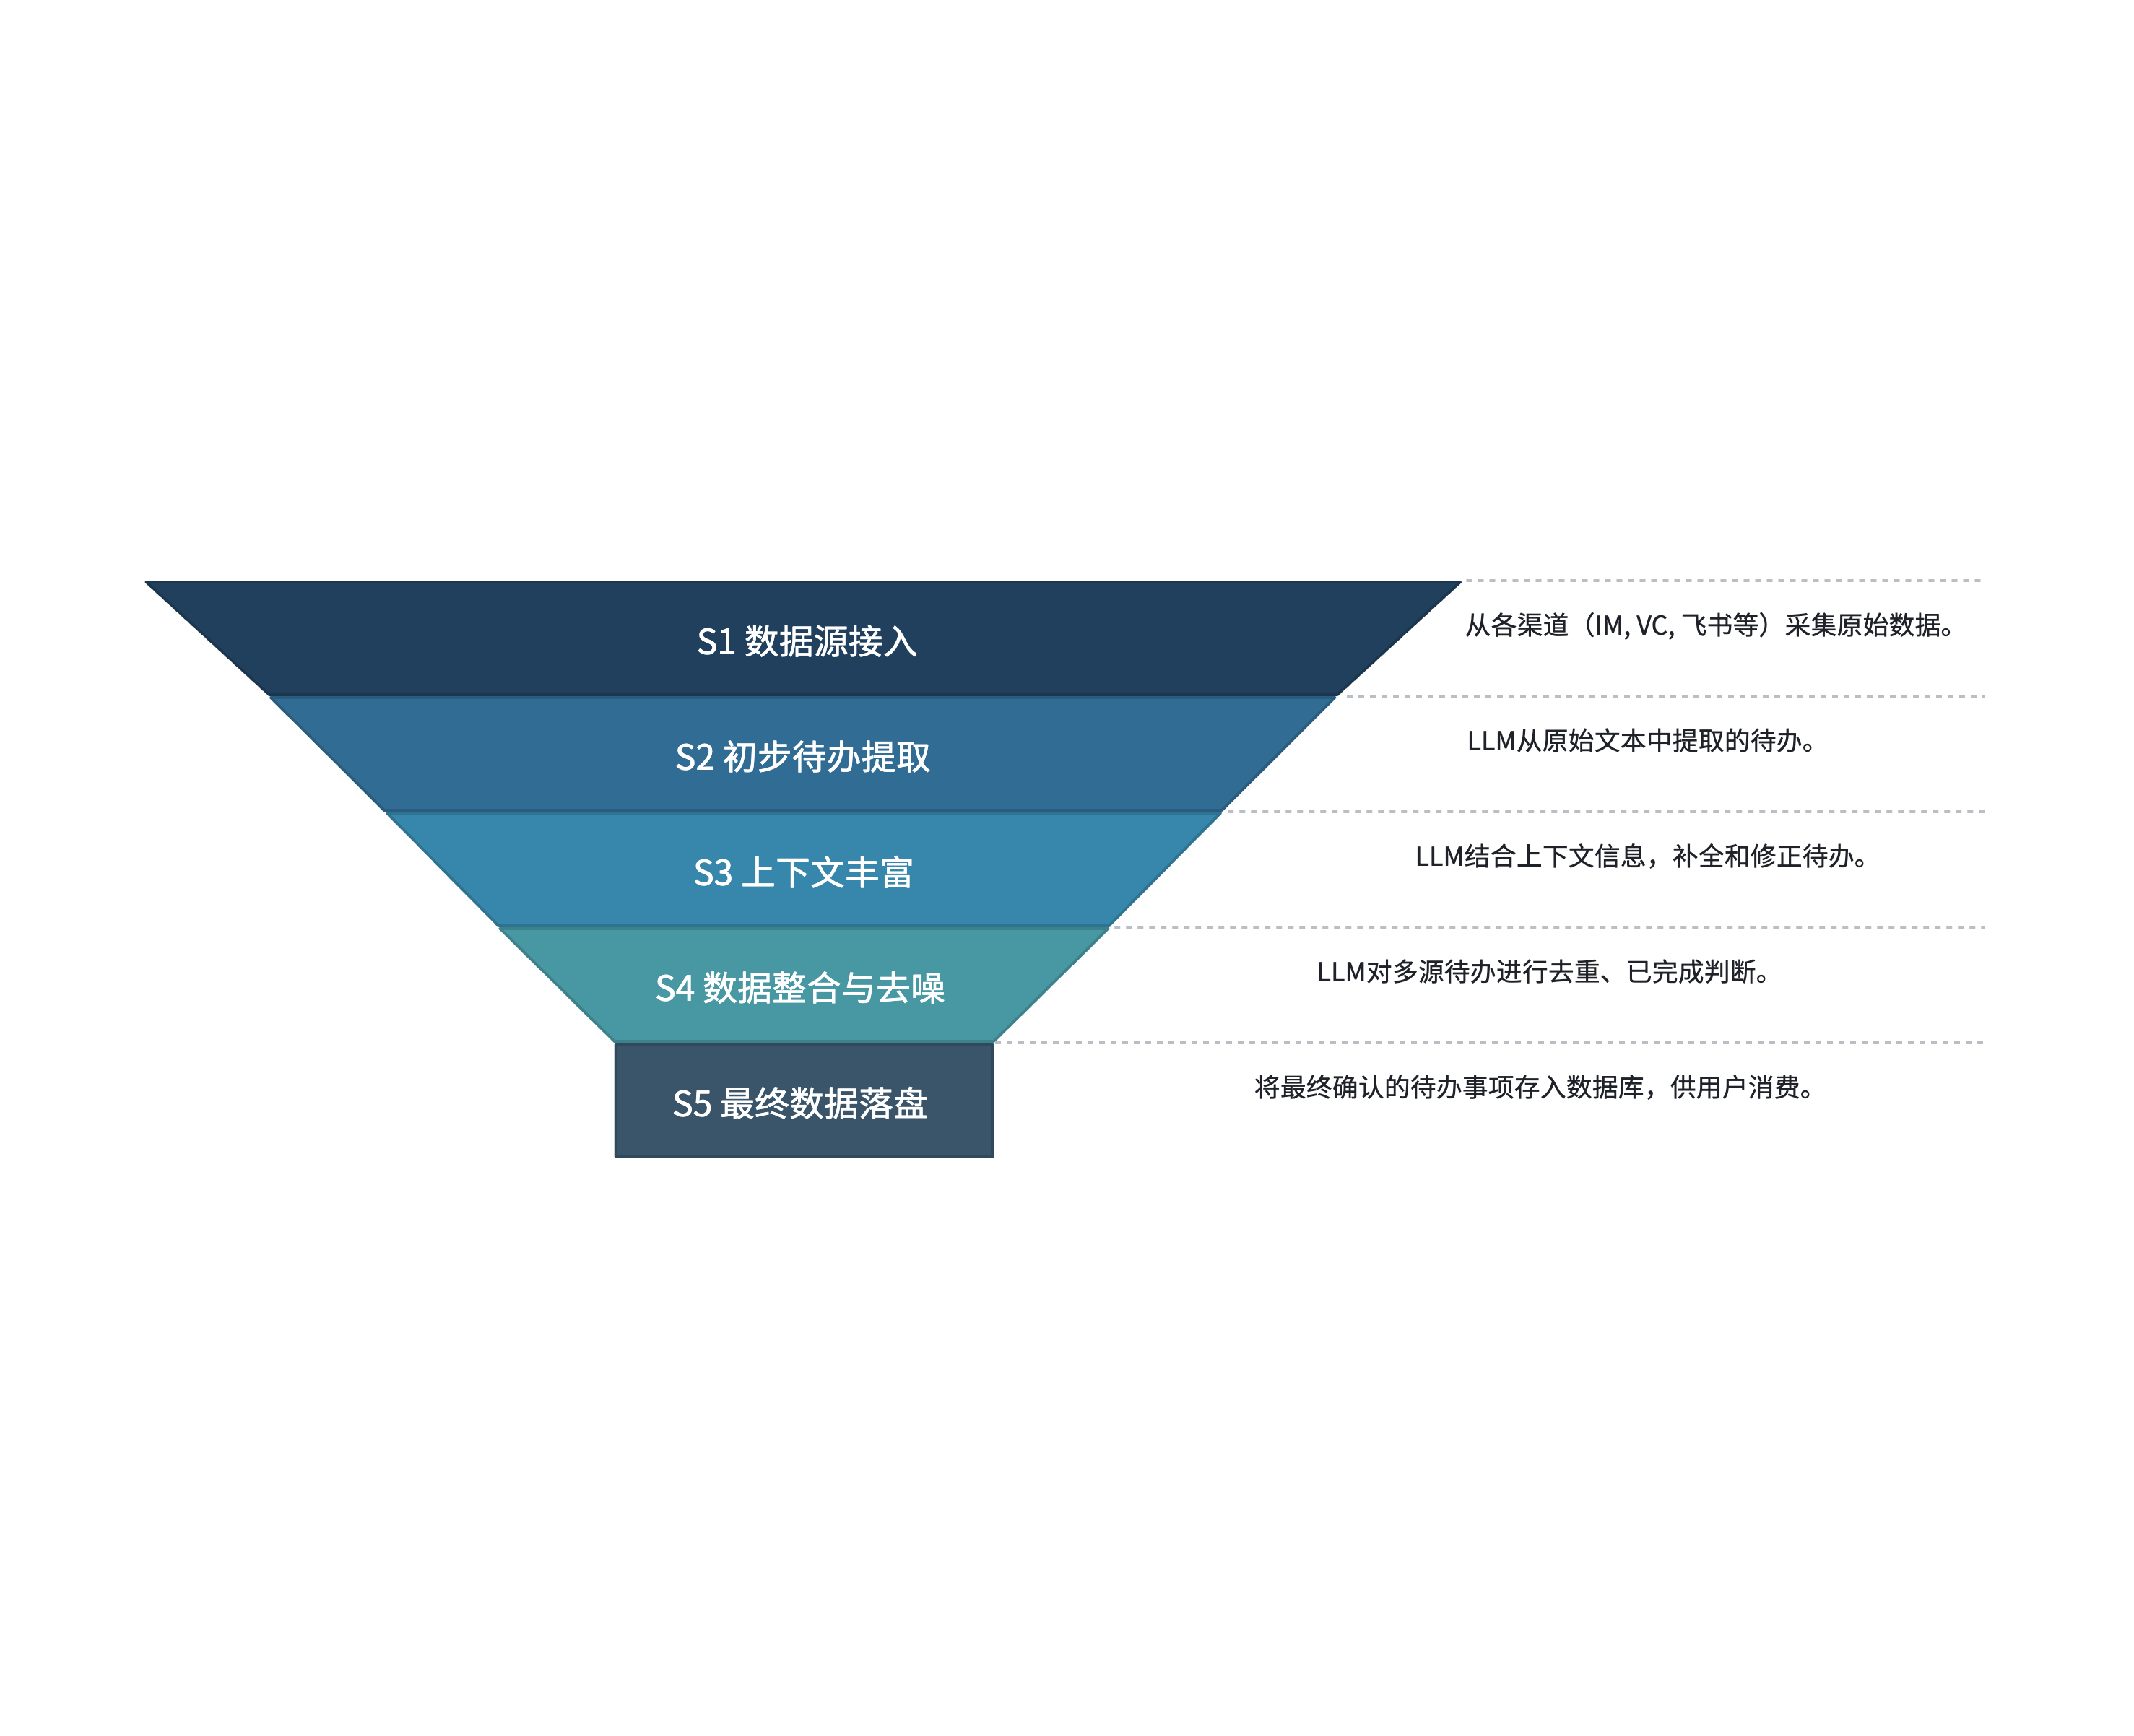 S1 数据源接入
从各渠道（IM, VC, 飞书等）采集原始数据。
S2 初步待办提取
LLM从原始文本中提取的待办。
S3 上下文丰富
LLM结合上下文信息，补全和修正待办。
S4 数据整合与去噪
LLM对多源待办进行去重、已完成判断。
S5 最终数据落盘
将最终确认的待办事项存入数据库，供用户消费。